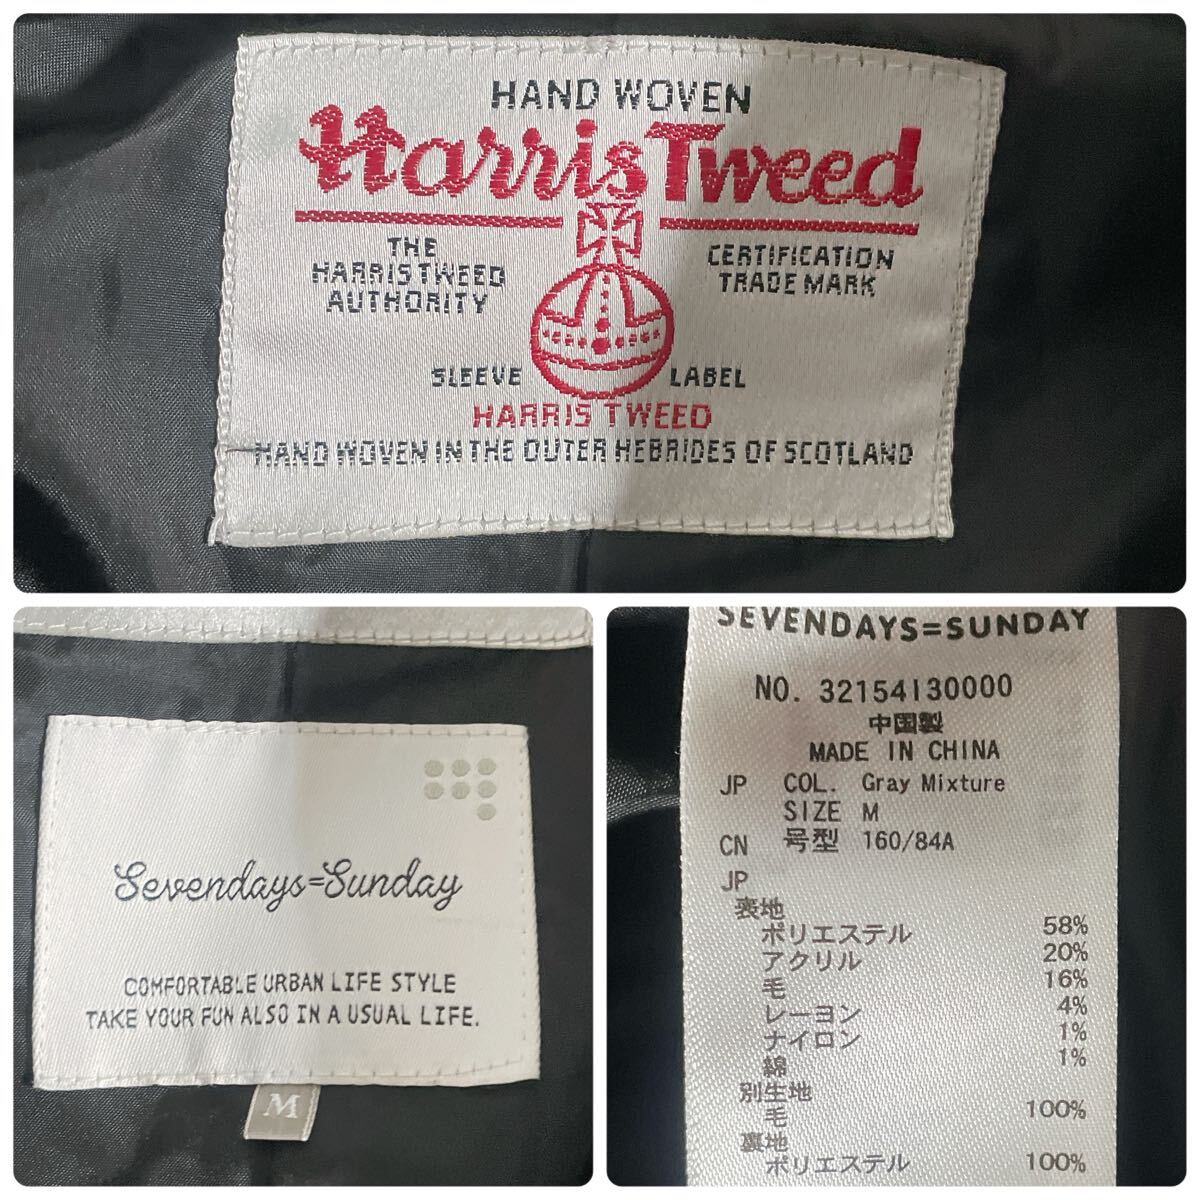 HAND WOVEN
Harris Tweed
THE
HARRIS TWEED
AUTHORITY
CERTIFICATION
TRADE MARK
SLEEVE LABEL
HARRIS TWEED
HAND WOVEN IN THE OUTER HEBRIDES OF SCOTLAND
Sevendays=Sunday
COMFORTABLE URBAN LIFE STYLE
TAKE YOUR FUN ALSO IN A USUAL LIFE.
M
SEVENDAYS=SUNDAY
NO. 32154130000
中国製
MADE IN CHINA
JP COL. Gray Mixture
SIZE M
CN 号型 160/84A
JP
表地
ポリエステル 58%
アクリル 20%
毛 16%
レーヨン 4%
ナイロン 1%
綿 1%
別生地
毛 100%
裏地
ポリエステル 100%